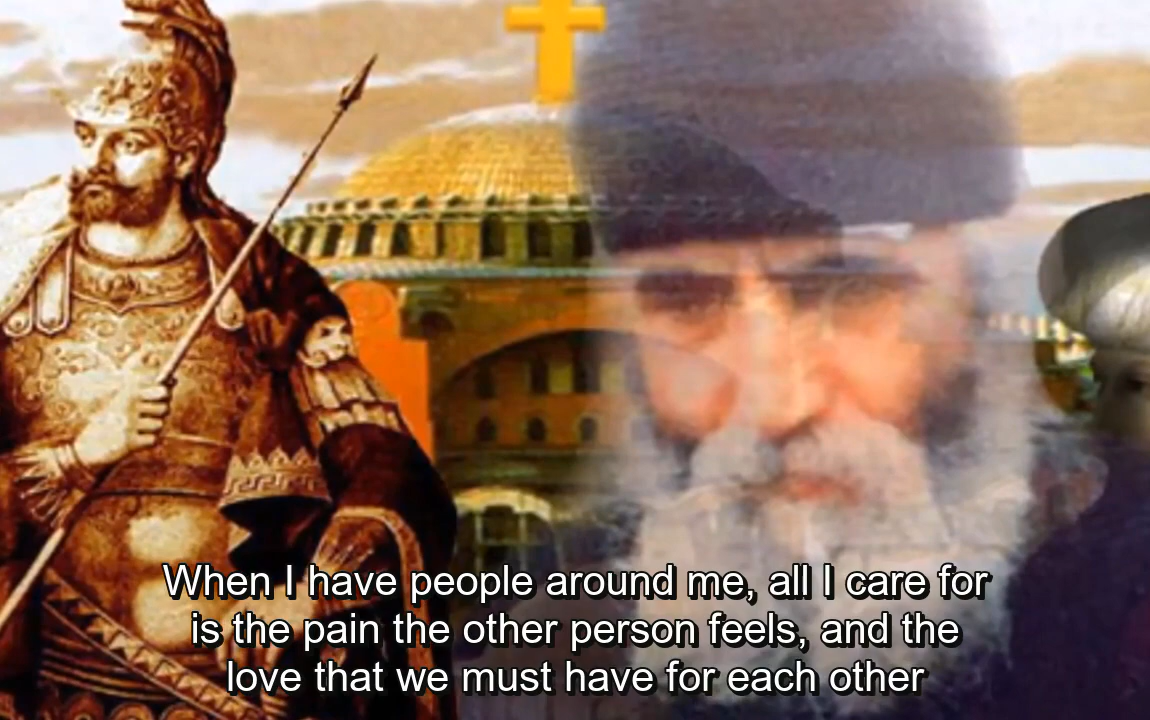 When I have people around me, all I care for
is the pain the other person feels, and the
love that we must have for each other